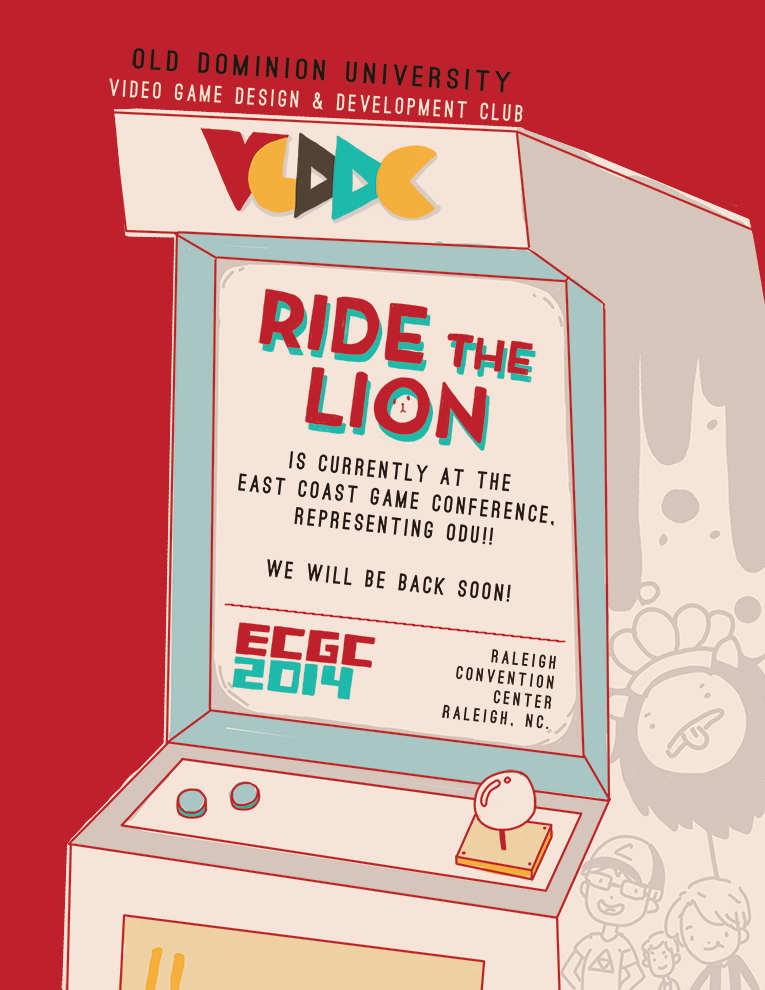 OLD DOMINION UNIVERSITY
VIDEO GAME DESIGN & DEVELOPMENT CLUB
VGDDC
RIDE THE
LION
IS CURRENTLY AT THE
EAST COAST GAME CONFERENCE,
REPRESENTING ODU!!
WE WILL BE BACK SOON!
ECGC
2014
RALEIGH
CONVENTION
CENTER
RALEIGH, NC.